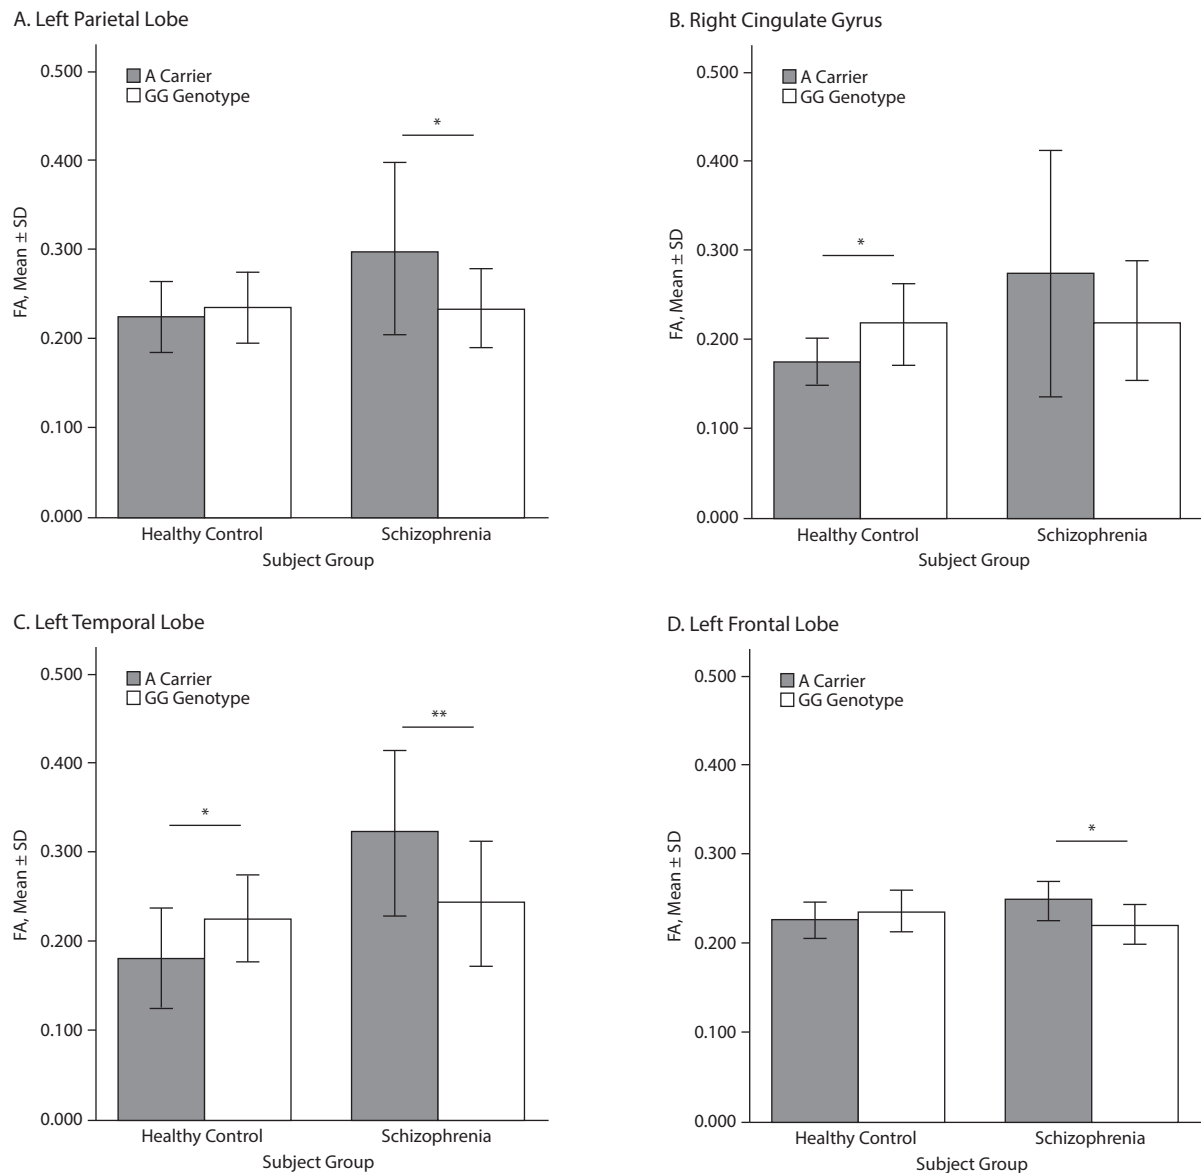 A. Left Parietal Lobe
FA, Mean ± SD
0.500
0.400
0.300
0.200
0.100
0.000
A Carrier
GG Genotype
*
Healthy Control
Schizophrenia
Subject Group
B. Right Cingulate Gyrus
FA, Mean ± SD
0.500
0.400
0.300
0.200
0.100
0.000
A Carrier
GG Genotype
*
Healthy Control
Schizophrenia
Subject Group
C. Left Temporal Lobe
FA, Mean ± SD
0.500
0.400
0.300
0.200
0.100
0.000
A Carrier
GG Genotype
*
**
Healthy Control
Schizophrenia
Subject Group
D. Left Frontal Lobe
FA, Mean ± SD
0.500
0.400
0.300
0.200
0.100
0.000
A Carrier
GG Genotype
*
Healthy Control
Schizophrenia
Subject Group